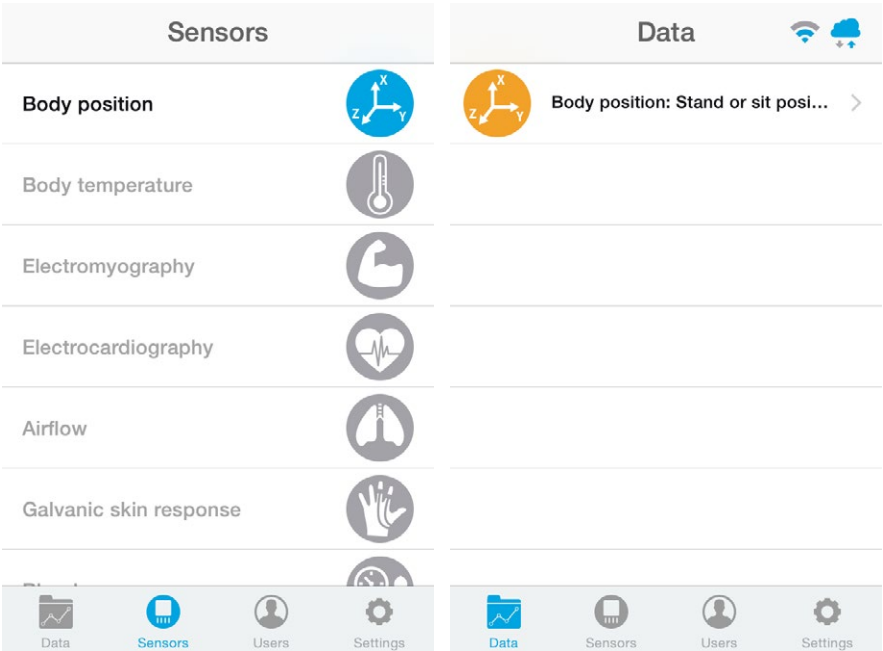 Sensors
Body position
X
Z
Y
Body temperature
Electromyography
Electrocardiography
Airflow
Galvanic skin response
Data
Sensors
Users
Settings
Data
X
Z
Y
Body position: Stand or sit posi...
Data
Sensors
Users
Settings